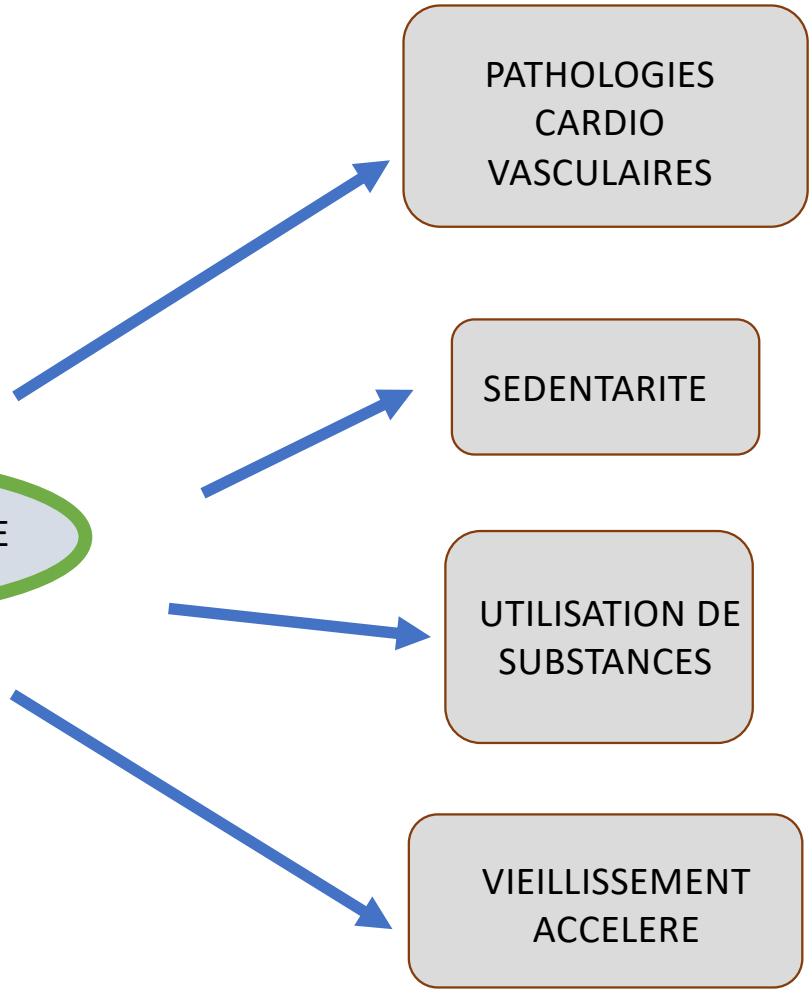 PATHOLOGIES
CARDIO
VASCULAIRES
SEDENTARITE
E
UTILISATION DE
SUBSTANCES
VIEILLISSEMENT
ACCELERE